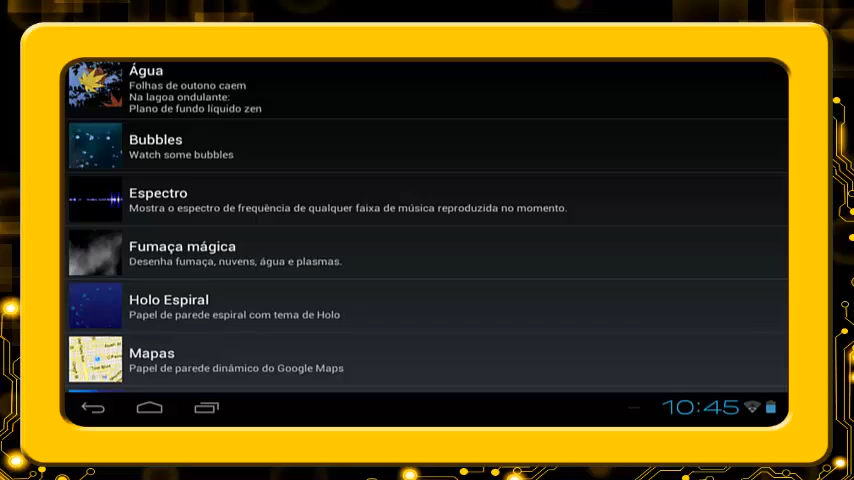 Água
Folhas de outono caem
Na lagoa ondulante:
Plano de fundo líquido zen
Bubbles
Watch some bubbles
Espectro
Mostra o espectro de frequência de qualquer faixa de música reproduzida no momento.
Fumaça mágica
Desenha fumaça, nuvens, água e plasmas.
Holo Espiral
Papel de parede espiral com tema de Holo
Mapas
Papel de parede dinâmico do Google Maps
10:45